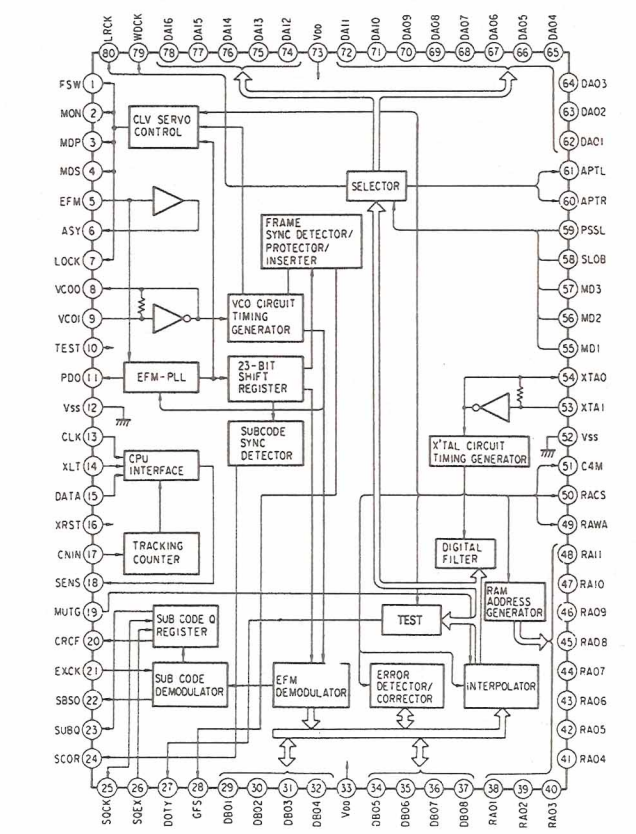 LRCK WDCK DA16 DA15 DA14 DA13 DA12 VDD DA11 DA10 DA09 DA08 DA07 DA06 DA05 DA04
80 79 78 77 76 75 74 73 72 71 70 69 68 67 66 65
FSW 1
MON 2
MDP 3
MDS 4
EFM 5
ASY 6
LOCK 7
VCOO 8
VCOI 9
TEST 10
PDO 11
Vss 12
CLK 13
XLT 14
DATA 15
XRST 16
CNIN 17
SENS 18
MUTG 19
CRCF 20
EXCK 21
SBSO 22
SUBQ 23
SCOR 24
CLV SERVO
CONTROL
SELECTOR
FRAME
SYNC DETECTOR/
PROTECTOR/
INSERTER
VCO CIRCUIT
TIMING
GENERATOR
EFM-PLL
23-BIT
SHIFT
REGISTER
SUBCODE
SYNC
DETECTOR
X'TAL CIRCUIT
TIMING GENERATOR
CPU
INTERFACE
TRACKING
COUNTER
DIGITAL
FILTER
RAM
ADDRESS
GENERATOR
SUB CODE Q
REGISTER
TEST
SUB CODE
DEMODULATOR
EFM
DEMODULATOR
ERROR
DETECTOR/
CORRECTOR
iNTERPOLATOR
64 DA03
63 DA02
62 DA01
61 APTL
60 APTR
59 PSSL
58 SLOB
57 MD3
56 MD2
55 MD1
54 XTAO
53 XTAI
52 Vss
51 C4M
50 RACS
49 RAWA
48 RA11
47 RA10
46 RA09
45 RA08
44 RA07
43 RA06
42 RA05
41 RA04
25 26 27 28 29 30 31 32 33 34 35 36 37 38 39 40
SQCK SQEX DOTY GFS DB01 DB02 DB03 DB04 VDD DB05 DB06 DB07 DB08 RA01 RA02 RA03